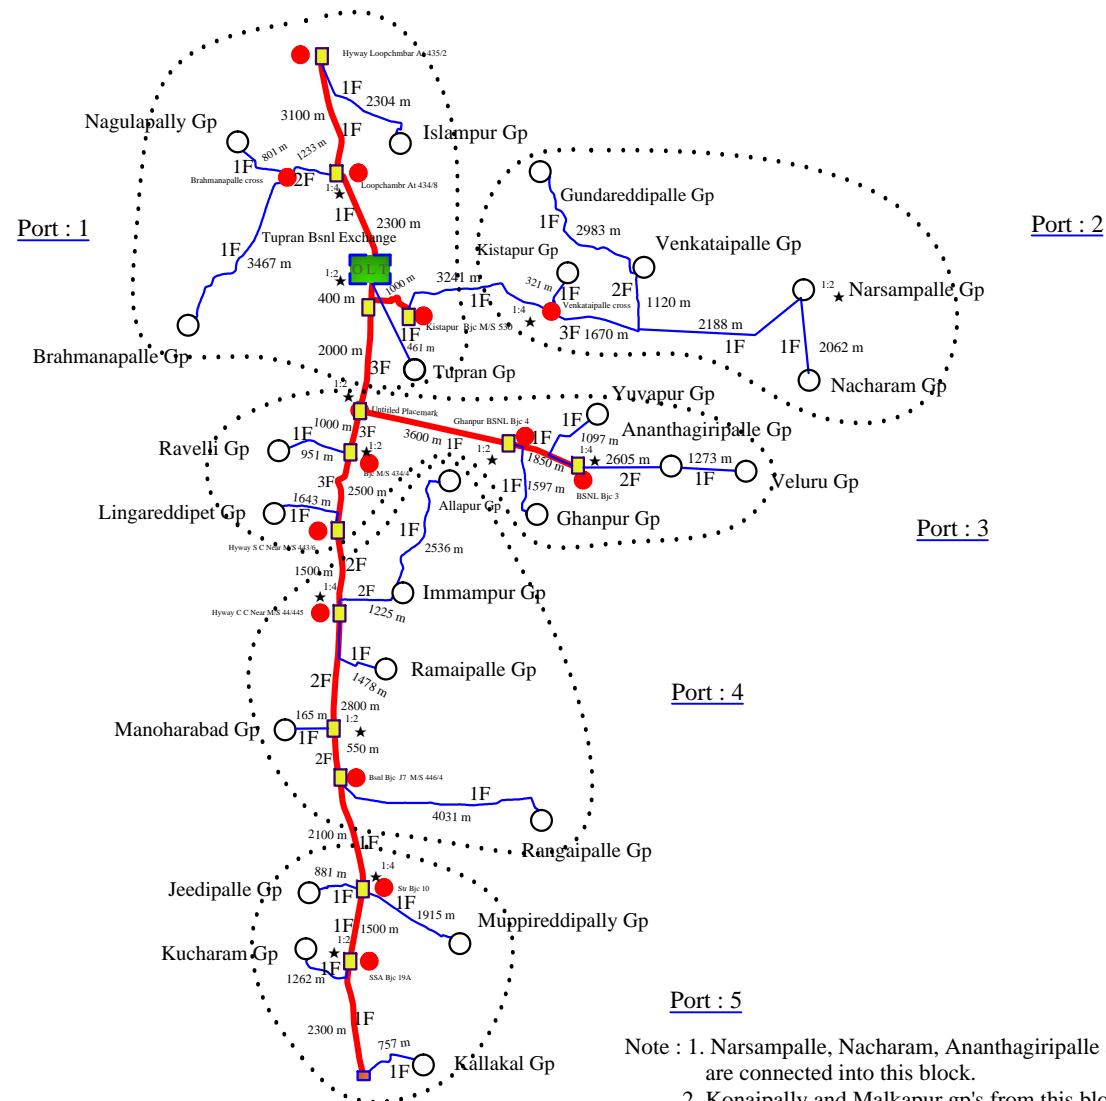 Hyway Loopchmbar At 435/2
1F
2304 m
3100 m
Nagulapally Gp
1F
Islampur Gp
801 m
1233 m
1F
2F
Brahmanapalle cross
Loopchambr At 434/8
1:4
1F
Gundareddipalle Gp
Port : 1
2300 m
1F
2983 m
Port : 2
Tupran Bsnl Exchange
Kistapur Gp
Venkataipalle Gp
1F
3467 m
OLT
1:2
1000 m
3241 m
1F
321 m
1F
2F
1120 m
1:2
Narsampalle Gp
400 m
Kistapur Bjc M/S 530
1:4
Venkataipalle cross
3F
1670 m
2188 m
1F
1F
2062 m
1F
461 m
Brahmanapalle Gp
2000 m
3F
Tupran Gp
Nacharam Gp
1:2
Yuvapur Gp
Untitled Placemark
1000 m
3F
3600 m
Ghanpur BSNL Bjc 4
1F
1F
1F
1097 m
Ananthagiripalle Gp
Ravelli Gp
1F
951 m
1:2
Bjc M/S 434/4
1:2
1850 m
1:4
2605 m
2F
1273 m
1F
Veluru Gp
3F
2500 m
1F
1597 m
BSNL Bjc 3
Lingareddipet Gp
1643 m
1F
Allapur Gp
Ghanpur Gp
1F
2536 m
Port : 3
Hyway S C Near M/S 443/6
1500 m
2F
1:4
2F
1225 m
Immampur Gp
Hyway C C Near M/S 44/445
1F
1478 m
Ramaipalle Gp
2F
Port : 4
2800 m
165 m
1F
1:2
Manoharabad Gp
550 m
2F
Bsnl Bjc J7 M/S 446/4
1F
4031 m
2100 m
1F
Rangaipalle Gp
1:4
881 m
Jeedipalle Gp
1F
Str Bjc 10
1F
1915 m
Muppireddipally Gp
1F
1500 m
1:2
Kucharam Gp
1F
1262 m
SSA Bjc 19A
Port : 5
2300 m
1F
757 m
1F
Kallakal Gp
Note : 1. Narsampalle, Nacharam, Ananthagiripalle
are connected into this block.
2. Konaipally and Malkapur gp's from this blo